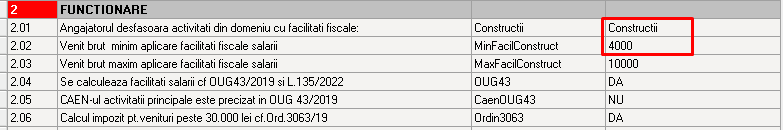 2 FUNCTIONARE
2.01 Angajatorul desfasoara activitati din domeniu cu facilitati fiscale: Constructii Constructii
2.02 Venit brut minim aplicare facilitati fiscale salarii MinFacilConstruct 4000
2.03 Venit brut maxim aplicare facilitati fiscale salarii MaxFacilConstruct 10000
2.04 Se calculeaza facilitati salarii cf OUG43/2019 si L.135/2022 OUG43 DA
2.05 CAEN-ul activitatii principale este precizat in OUG 43/2019 CaenOUG43 NU
2.06 Calcul impozit pt.venituri peste 30.000 lei cf.Ord.3063/19 Ordin3063 DA